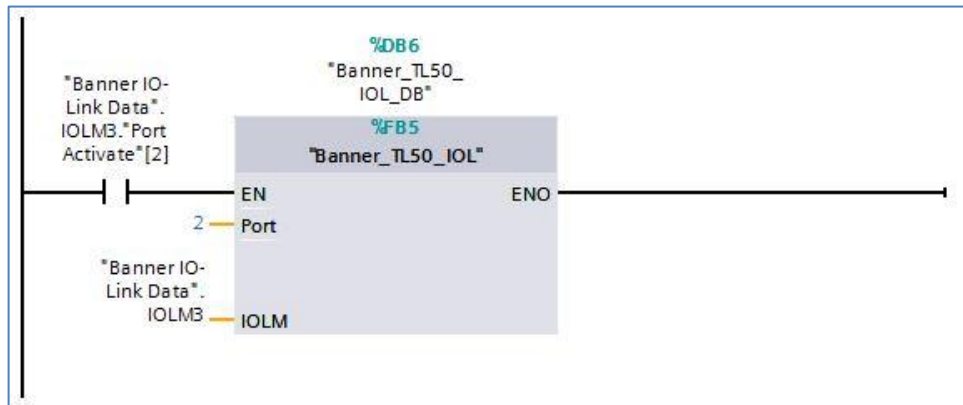 %DB6
"Banner_TL50_
IOL_DB"
"Banner IO-
Link Data".
IOLM3."Port
Activate"[2]
%FB5
"Banner_TL50_IOL"
EN
ENO
2
Port
"Banner IO-
Link Data".
IOLM3
IOLM